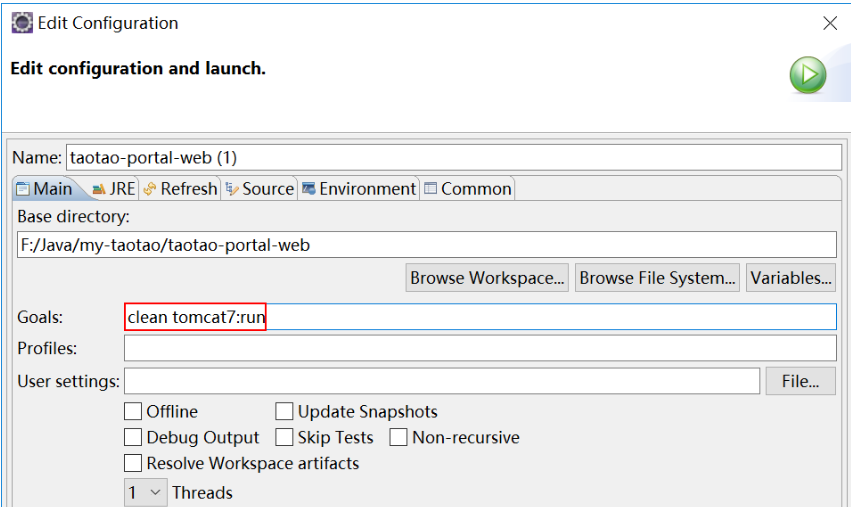 Edit Configuration
Edit configuration and launch.
Name: taotao-portal-web (1)
Main JRE Refresh Source Environment Common
Base directory:
F:/Java/my-taotao/taotao-portal-web
Browse Workspace... Browse File System... Variables...
Goals: clean tomcat7:run
Profiles:
User settings: File...
Offline Update Snapshots
Debug Output Skip Tests Non-recursive
Resolve Workspace artifacts
1 Threads